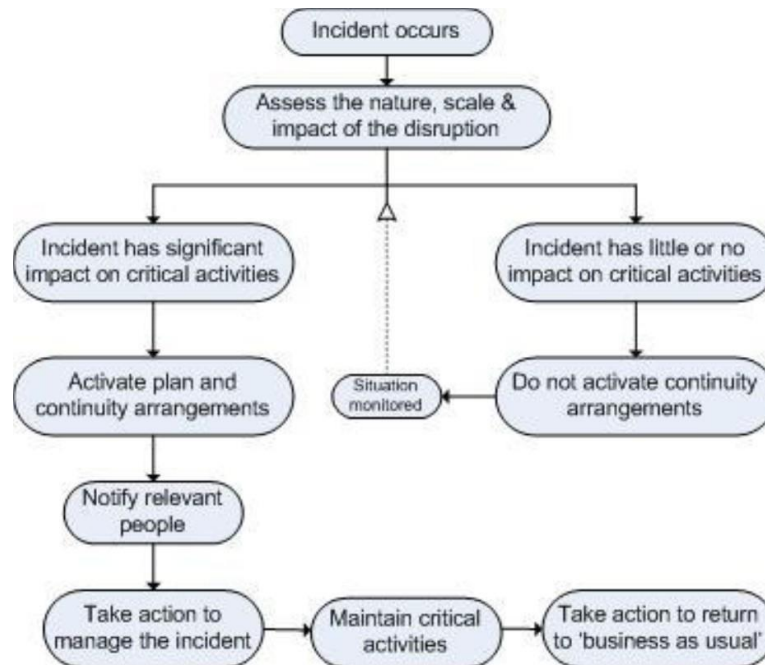 Incident occurs
Assess the nature, scale &
impact of the disruption
Incident has significant
impact on critical activities
Incident has little or no
impact on critical activities
Activate plan and
continuity arrangements
Situation
monitored
Do not activate continuity
arrangements
Notify relevant
people
Take action to
manage the incident
Maintain critical
activities
Take action to return
to 'business as usual'